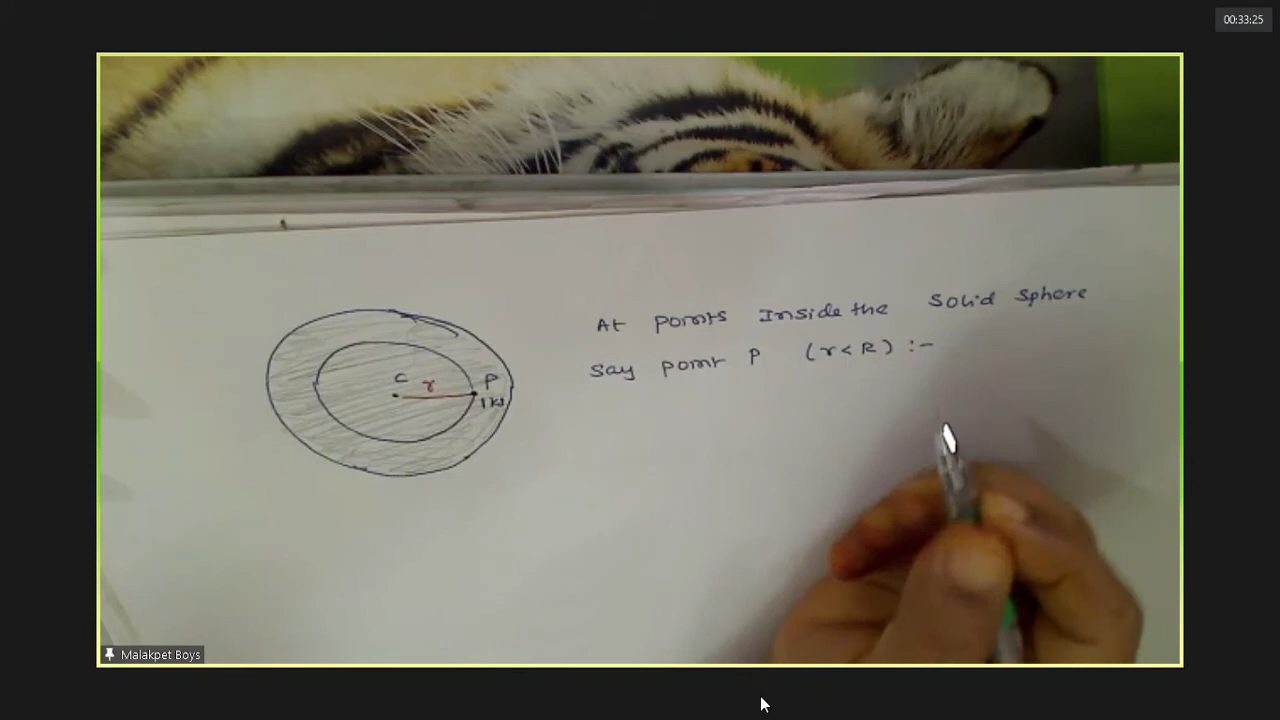 00:33:25
At points Inside the Solid Sphere
Say point P (r<R) :-
C r P
1kg
Malakpet Boys